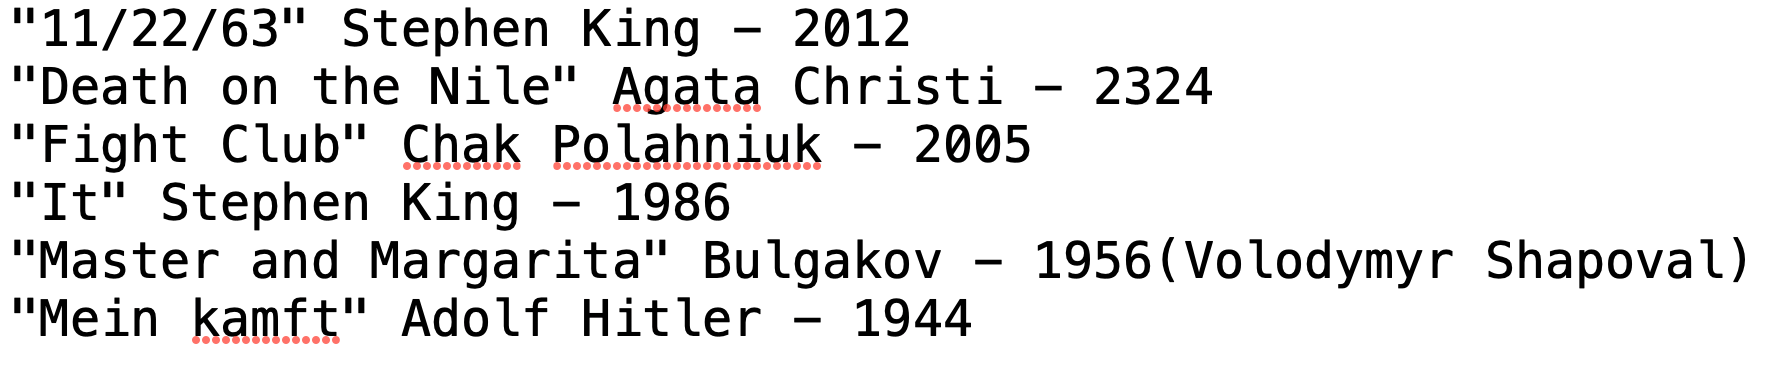 "11/22/63" Stephen King – 2012
"Death on the Nile" Agata Christi – 2324
"Fight Club" Chak Polahniuk – 2005
"It" Stephen King – 1986
"Master and Margarita" Bulgakov – 1956(Volodymyr Shapoval)
"Mein kamft" Adolf Hitler – 1944